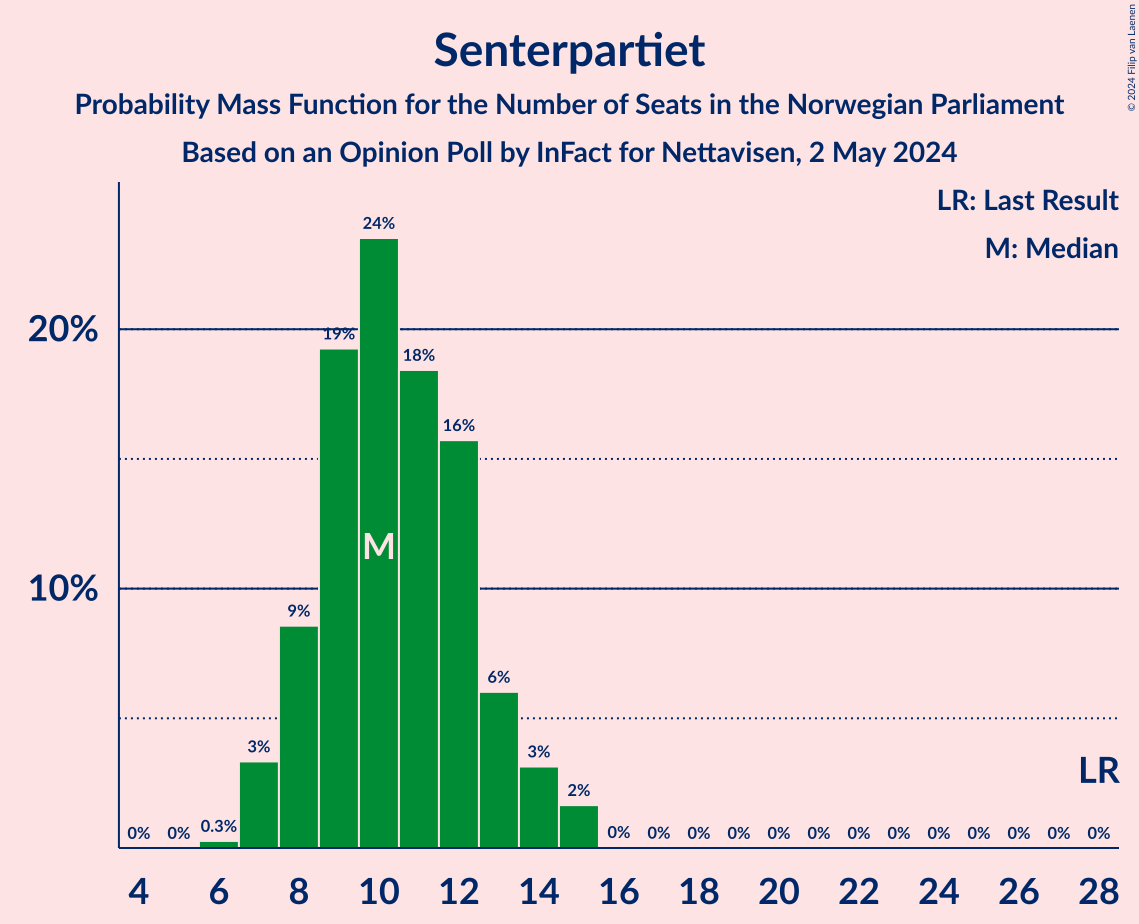 Senterpartiet
Probability Mass Function for the Number of Seats in the Norwegian Parliament
Based on an Opinion Poll by InFact for Nettavisen, 2 May 2024
© 2024 Filip van Laenen
LR: Last Result
M: Median
24%
20%
19%
18%
16%
M
10%
9%
6%
3%
3%
LR
2%
0% 0% 0.3% 0% 0% 0% 0% 0% 0% 0% 0% 0% 0% 0% 0% 0%
4 6 8 10 12 14 16 18 20 22 24 26 28